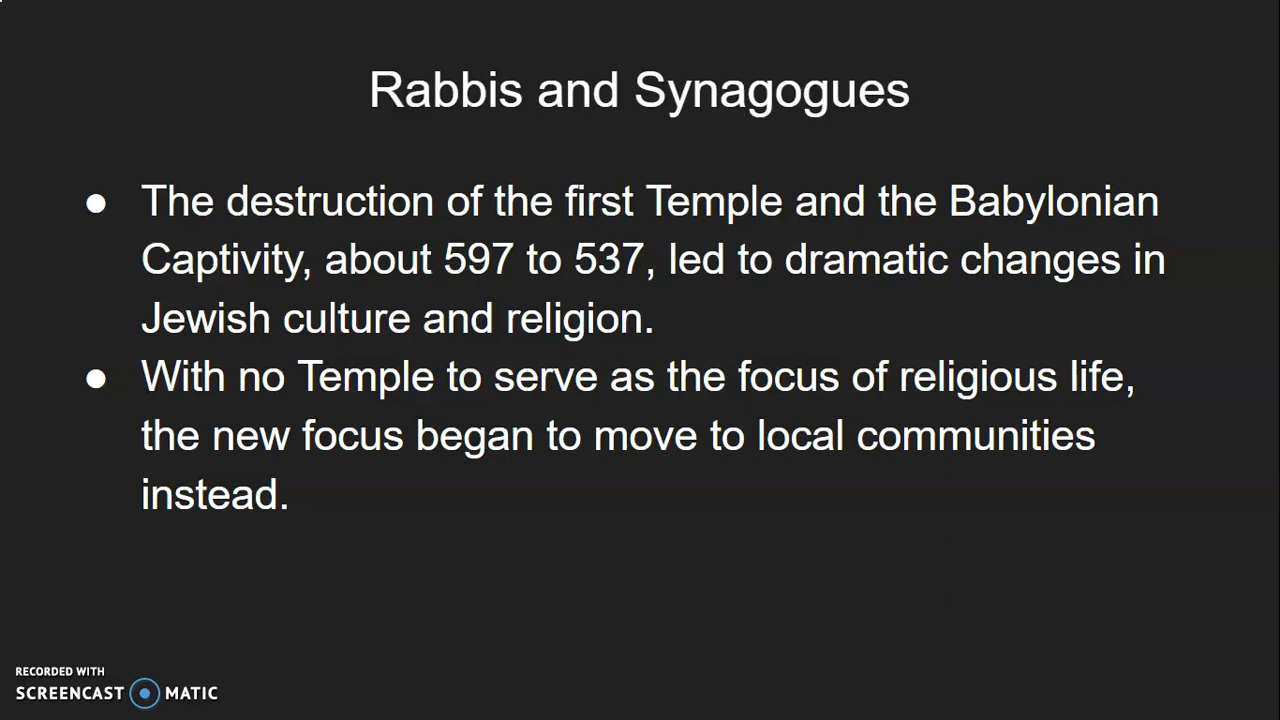 Rabbis and Synagogues
● The destruction of the first Temple and the Babylonian
Captivity, about 597 to 537, led to dramatic changes in
Jewish culture and religion.
● With no Temple to serve as the focus of religious life,
the new focus began to move to local communities
instead.
RECORDED WITH
SCREENCAST MATIC